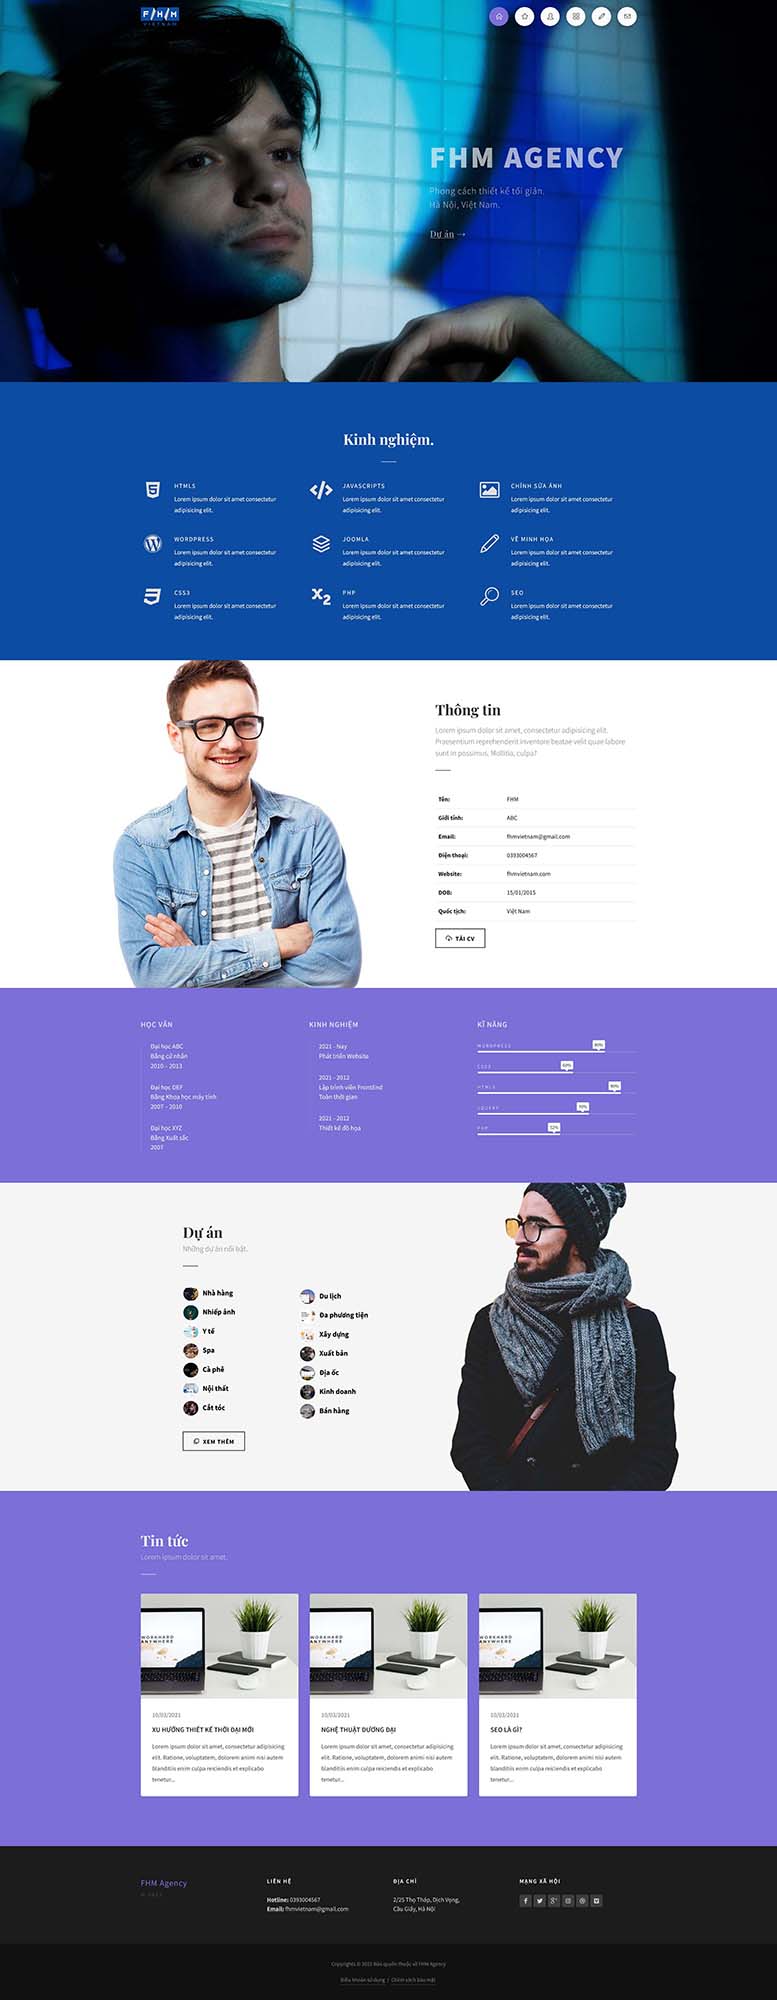 FHM
VIETNAM
FHM AGENCY
Phong cách thiết kế tối giản.
Hà Nội, Việt Nam.
Dự án →
Kinh nghiệm.
HTML5
Lorem ipsum dolor sit amet consectetur
adipisicing elit.
JAVASCRIPTS
Lorem ipsum dolor sit amet consectetur
adipisicing elit.
CHỈNH SỬA ẢNH
Lorem ipsum dolor sit amet consectetur
adipisicing elit.
WORDPRESS
Lorem ipsum dolor sit amet consectetur
adipisicing elit.
JOOMLA
Lorem ipsum dolor sit amet consectetur
adipisicing elit.
VẼ MINH HỌA
Lorem ipsum dolor sit amet consectetur
adipisicing elit.
CSS3
Lorem ipsum dolor sit amet consectetur
adipisicing elit.
PHP
Lorem ipsum dolor sit amet consectetur
adipisicing elit.
SEO
Lorem ipsum dolor sit amet consectetur
adipisicing elit.
Thông tin
Lorem ipsum dolor sit amet, consectetur adipisicing elit.
Praesentium reprehenderit inventore beatae velit quae labore
sunt in possimus. Mollitia, culpa?
Tên: FHM
Giới tính: ABC
Email: fhmvietnam@gmail.com
Điện thoại: 0393004567
Website: fhmvietnam.com
DOB: 15/01/2015
Quốc tịch: Việt Nam
TẢI CV
HỌC VẤN
Đại học ABC
Bằng cử nhân
2010 - 2013
Đại học DEF
Bằng Khoa học máy tính
2007 - 2010
Đại học XYZ
Bằng Xuất sắc
2007
KINH NGHIỆM
2021 - Nay
Phát triển Website
2021 - 2012
Lập trình viên FrontEnd
Toàn thời gian
2021 - 2012
Thiết kế đồ họa
KĨ NĂNG
WORDPRESS 80%
CSS3 60%
HTML5 90%
JQUERY 70%
PHP 52%
Dự án
Những dự án nổi bật.
Nhà hàng
Nhiếp ảnh
Y tế
Spa
Cà phê
Nội thất
Cắt tóc
Du lịch
Đa phương tiện
Xây dựng
Xuất bản
Địa ốc
Kinh doanh
Bán hàng
XEM THÊM
Tin tức
Lorem ipsum dolor sit amet.
WORKHARD
ANYWHERE
10/03/2021
XU HƯỚNG THIẾT KẾ THỜI ĐẠI MỚI
Lorem ipsum dolor sit amet, consectetur adipisicing
elit. Ratione, voluptatem, dolorem animi nisi autem
blanditiis enim culpa reiciendis et explicabo
tenetur...
WORKHARD
ANYWHERE
10/03/2021
NGHỆ THUẬT ĐƯƠNG ĐẠI
Lorem ipsum dolor sit amet, consectetur adipisicing
elit. Ratione, voluptatem, dolorem animi nisi autem
blanditiis enim culpa reiciendis et explicabo
tenetur...
WORKHARD
ANYWHERE
10/03/2021
SEO LÀ GÌ?
Lorem ipsum dolor sit amet, consectetur adipisicing
elit. Ratione, voluptatem, dolorem animi nisi autem
blanditiis enim culpa reiciendis et explicabo
tenetur...
FHM Agency
LIÊN HỆ
Hotline: 0393004567
Email: fhmvietnam@gmail.com
ĐỊA CHỈ
2/25 Thọ Tháp, Dịch Vọng,
Cầu Giấy, Hà Nội
MẠNG XÃ HỘI
Copyrights © 2021 Bản quyền thuộc về FHM Agency
Điều khoản sử dụng / Chính sách bảo mật